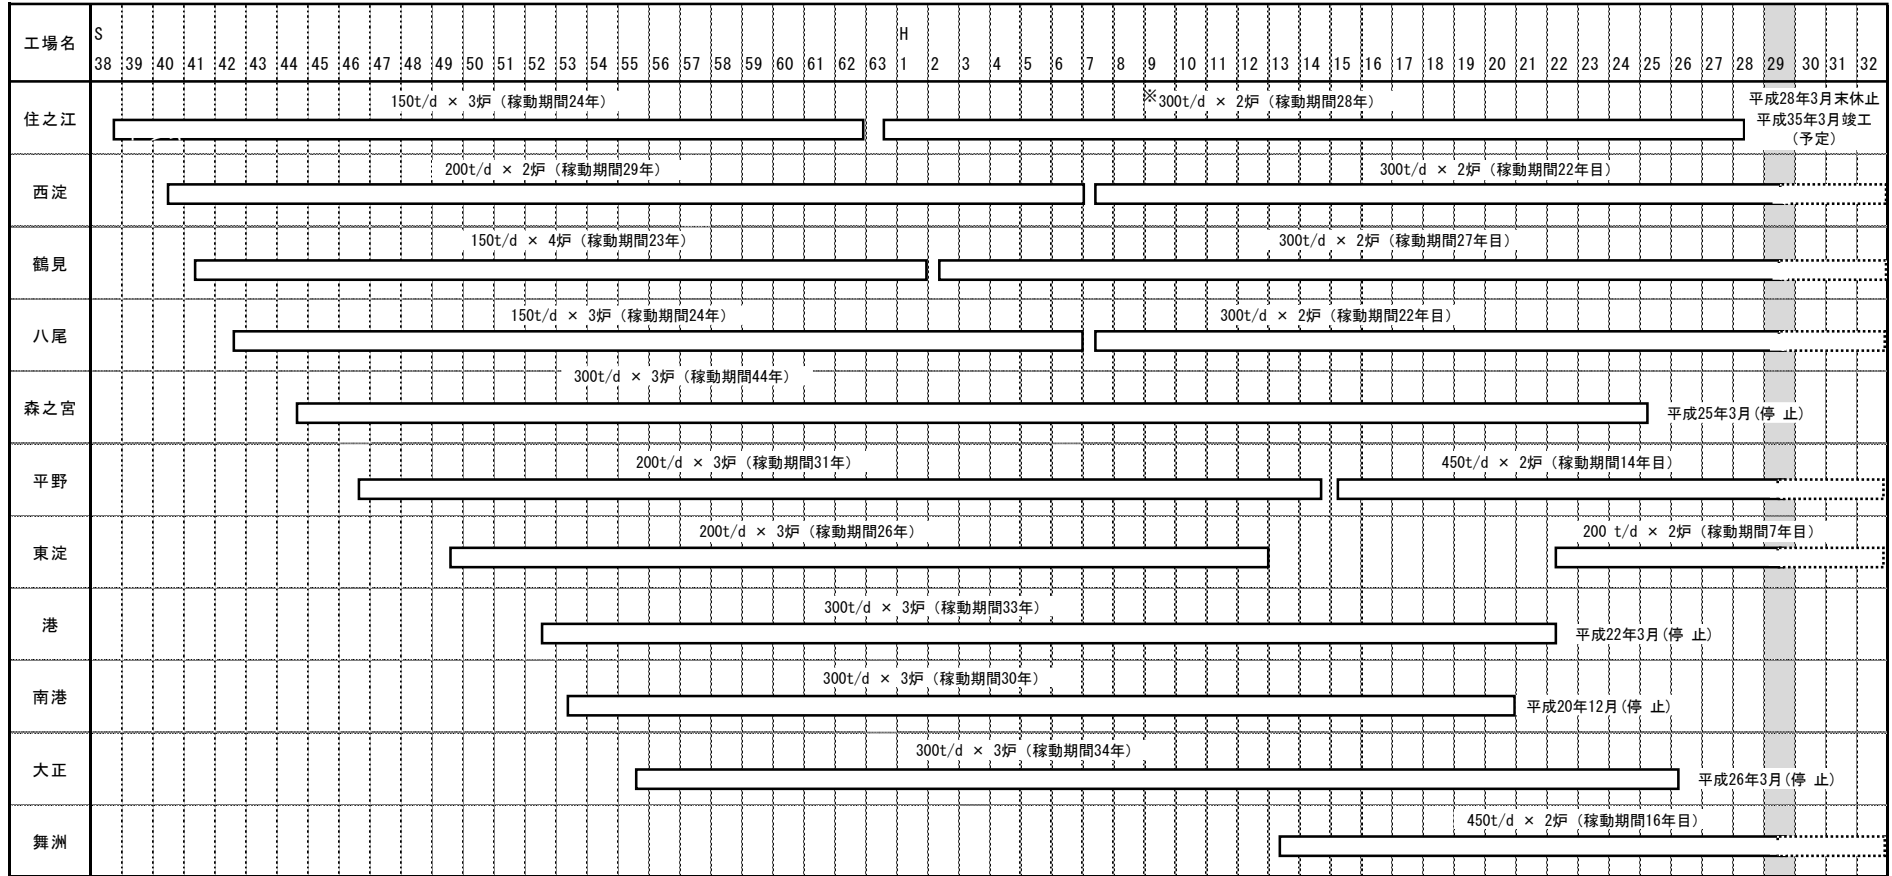 工場名
S H
38 39 40 41 42 43 44 45 46 47 48 49 50 51 52 53 54 55 56 57 58 59 60 61 62 63 1 2 3 4 5 6 7 8 9 10 11 12 13 14 15 16 17 18 19 20 21 22 23 24 25 26 27 28 29 30 31 32
住之江
150t/d × 3炉（稼動期間24年）
※300t/d × 2炉（稼動期間28年）
平成28年3月末休止
平成35年3月竣工
（予定）
西淀
200t/d × 2炉（稼動期間29年）
300t/d × 2炉（稼動期間22年目）
鶴見
150t/d × 4炉（稼動期間23年）
300t/d × 2炉（稼動期間27年目）
八尾
150t/d × 3炉（稼動期間24年）
300t/d × 2炉（稼動期間22年目）
森之宮
300t/d × 3炉（稼動期間44年）
平成25年3月(停 止)
平野
200t/d × 3炉（稼動期間31年）
450t/d × 2炉（稼動期間14年目）
東淀
200t/d × 3炉（稼動期間26年）
200 t/d × 2炉（稼動期間7年目）
港
300t/d × 3炉（稼動期間33年）
平成22年3月(停 止)
南港
300t/d × 3炉（稼動期間30年）
平成20年12月(停 止)
大正
300t/d × 3炉（稼動期間34年）
平成26年3月(停 止)
舞洲
450t/d × 2炉（稼動期間16年目）